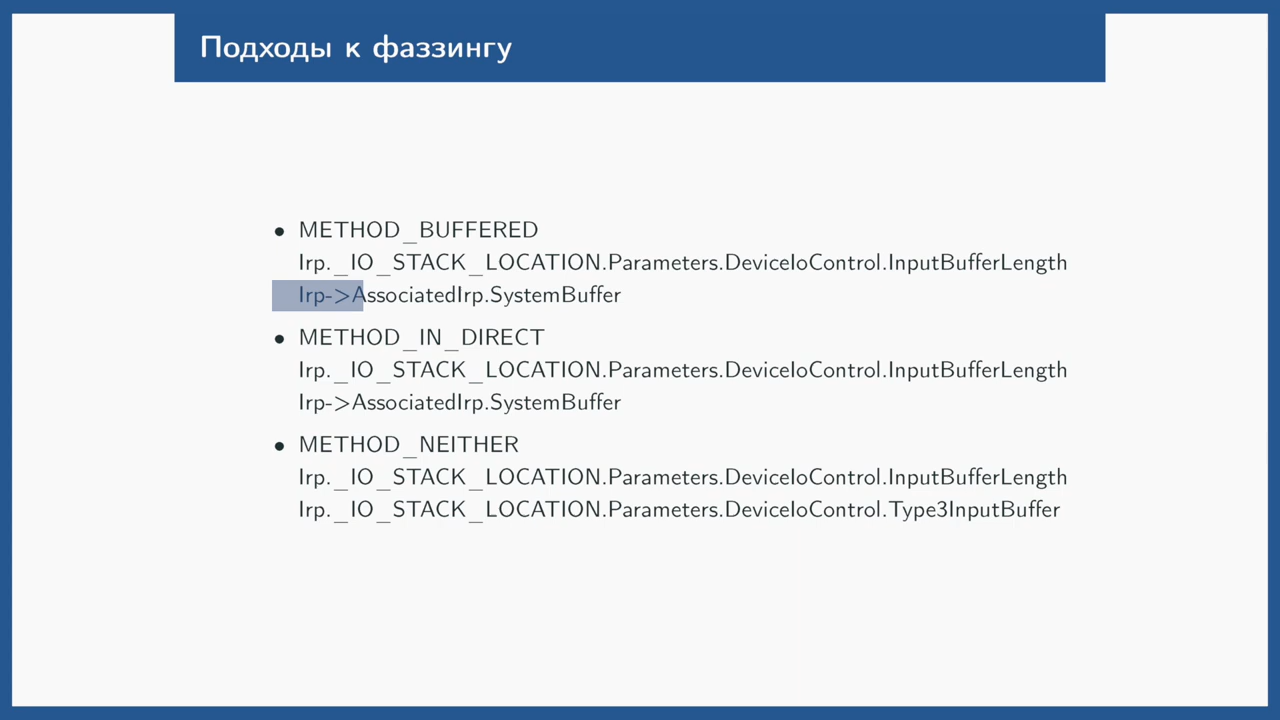 Подходы к фаззингу
• METHOD_BUFFERED
Irp._IO_STACK_LOCATION.Parameters.DeviceIoControl.InputBufferLength
Irp->AssociatedIrp.SystemBuffer
• METHOD_IN_DIRECT
Irp._IO_STACK_LOCATION.Parameters.DeviceIoControl.InputBufferLength
Irp->AssociatedIrp.SystemBuffer
• METHOD_NEITHER
Irp._IO_STACK_LOCATION.Parameters.DeviceIoControl.InputBufferLength
Irp._IO_STACK_LOCATION.Parameters.DeviceIoControl.Type3InputBuffer